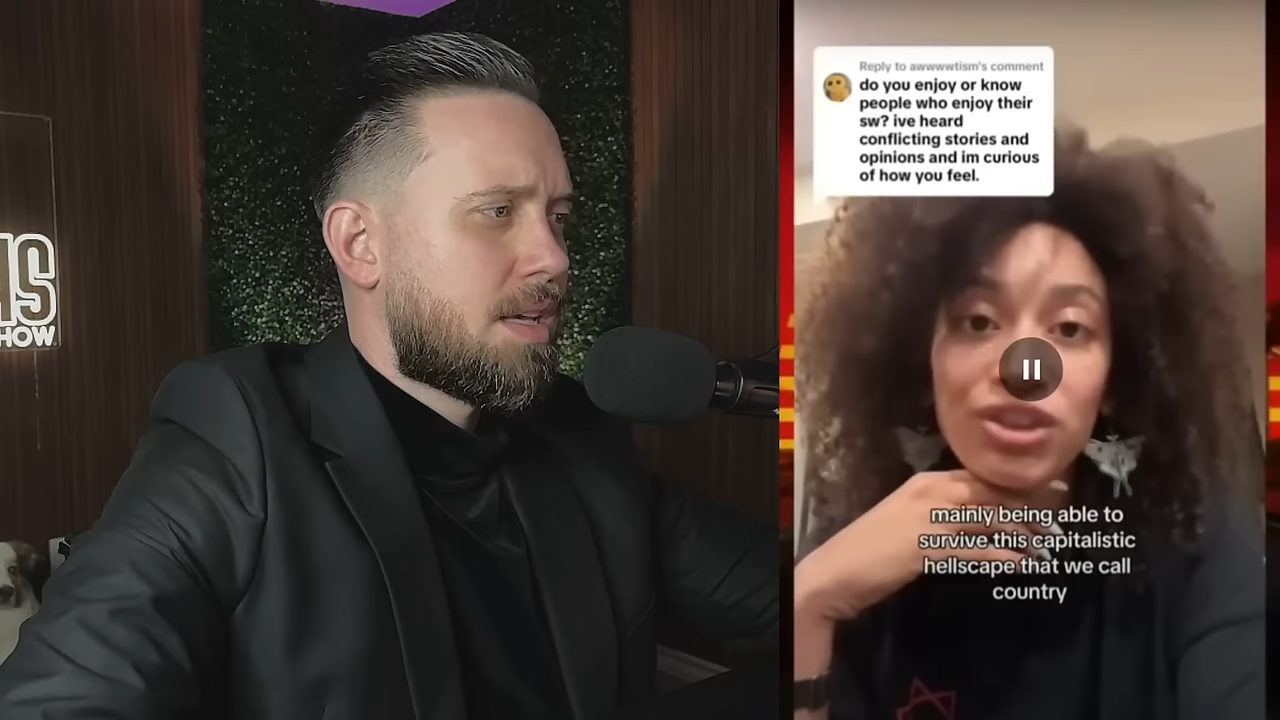 HOW
Reply to awwwwtism's comment
do you enjoy or know
people who enjoy their
sw? ive heard
conflicting stories and
opinions and im curious
of how you feel.
mainly being able to
survive this capitalistic
hellscape that we call
country